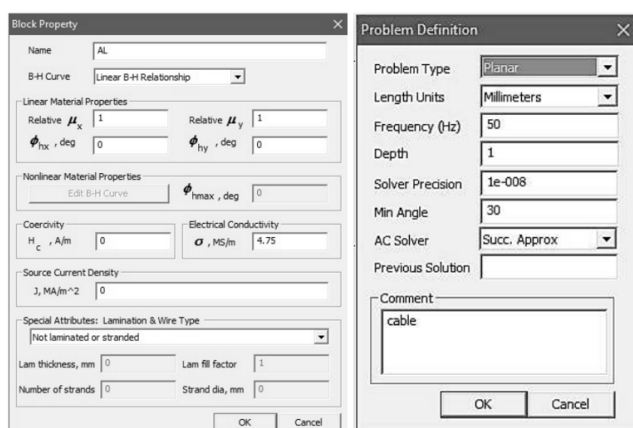 Block Property
Name AL
B-H Curve Linear B-H Relationship
Linear Material Properties
Relative μx 1 Relative μy 1
ϕhx , deg 0 ϕhy , deg 0
Nonlinear Material Properties
Edit B-H Curve ϕhmax , deg 0
Coercivity Electrical Conductivity
Hc , A/m 0 σ , MS/m 4.75
Source Current Density
J, MA/m^2 0
Special Attributes: Lamination & Wire Type
Not laminated or stranded
Lam thickness, mm 0 Lam fill factor 1
Number of strands 0 Strand dia, mm 0
OK Cancel
Problem Definition
Problem Type Planar
Length Units Millimeters
Frequency (Hz) 50
Depth 1
Solver Precision 1e-008
Min Angle 30
AC Solver Succ. Approx
Previous Solution
Comment
cable
OK Cancel